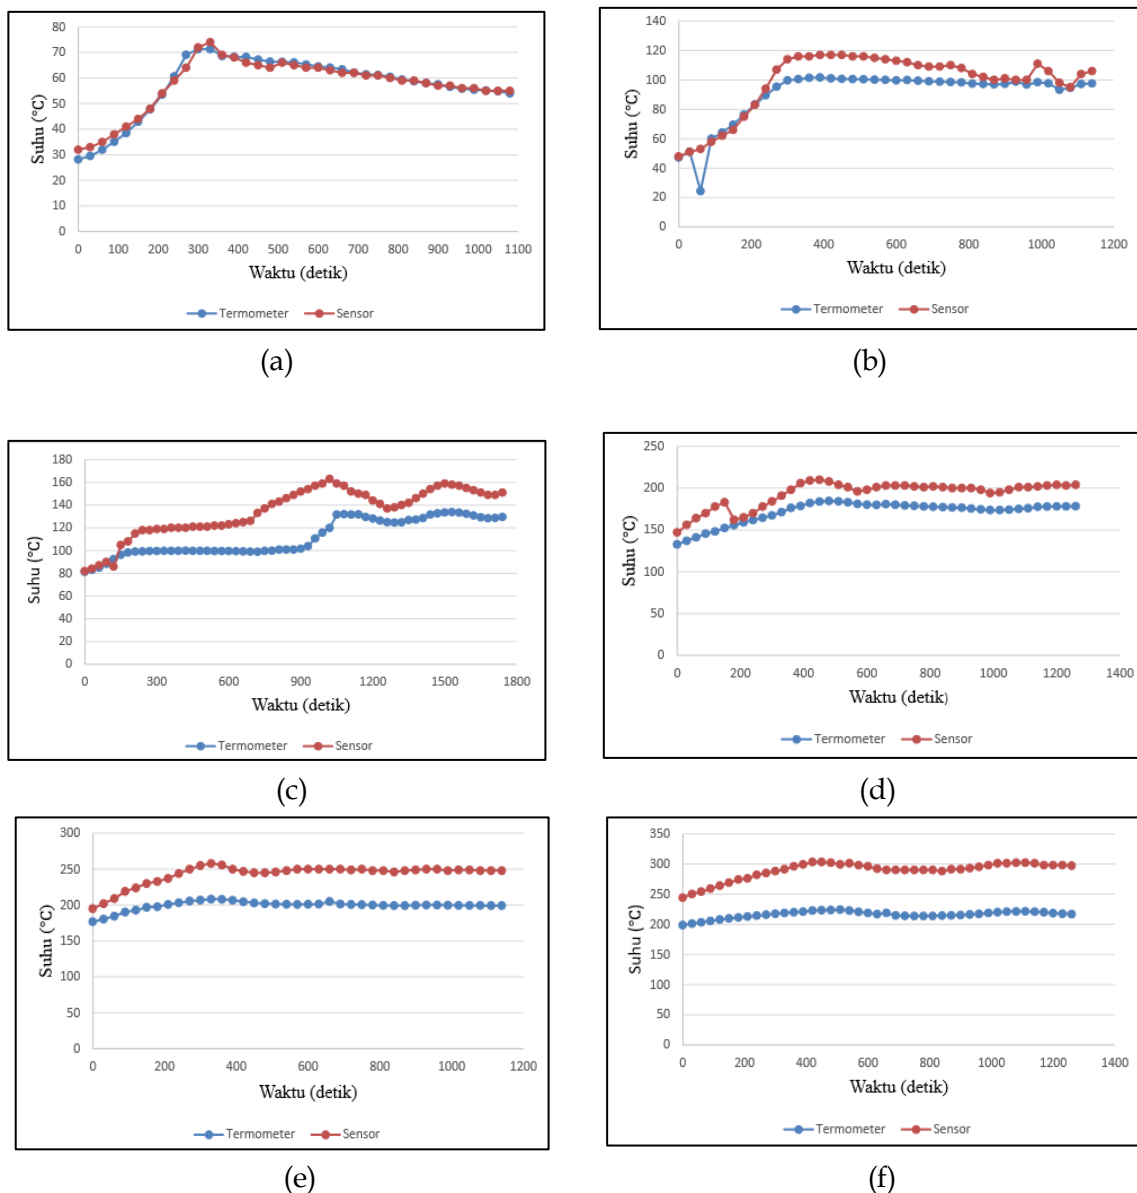 80
70
60
50
40
30
20
10
0
Suhu (°C)
0 100 200 300 400 500 600 700 800 900 1000 1100
Waktu (detik)
Termometer Sensor
(a)
140
120
100
80
60
40
20
0
Suhu (°C)
0 200 400 600 800 1000 1200
Waktu (detik)
Termometer Sensor
(b)
180
160
140
120
100
80
60
40
20
0
Suhu (°C)
0 300 600 900 1200 1500 1800
Waktu (detik)
Termometer Sensor
(c)
250
200
150
100
50
0
Suhu (°C)
0 200 400 600 800 1000 1200 1400
Waktu (detik)
Termometer Sensor
(d)
300
250
200
150
100
50
0
Suhu (°C)
0 200 400 600 800 1000 1200
Waktu (detik)
Termometer Sensor
(e)
350
300
250
200
150
100
50
0
Suhu (°C)
0 200 400 600 800 1000 1200 1400
Waktu (detik)
Termometer Sensor
(f)